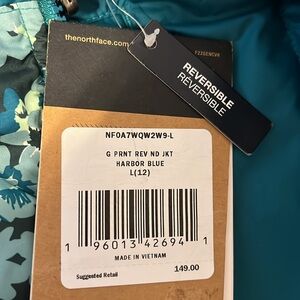 thenorthface.com
F22GENCVR
REVERSIBLE
REVERSIBLE
NF0A7WQW2W9-L
G PRNT REV ND JKT
HARBOR BLUE
L(12)
1 96013 42694 1
MADE IN VIETNAM
Suggested Retail 149.00